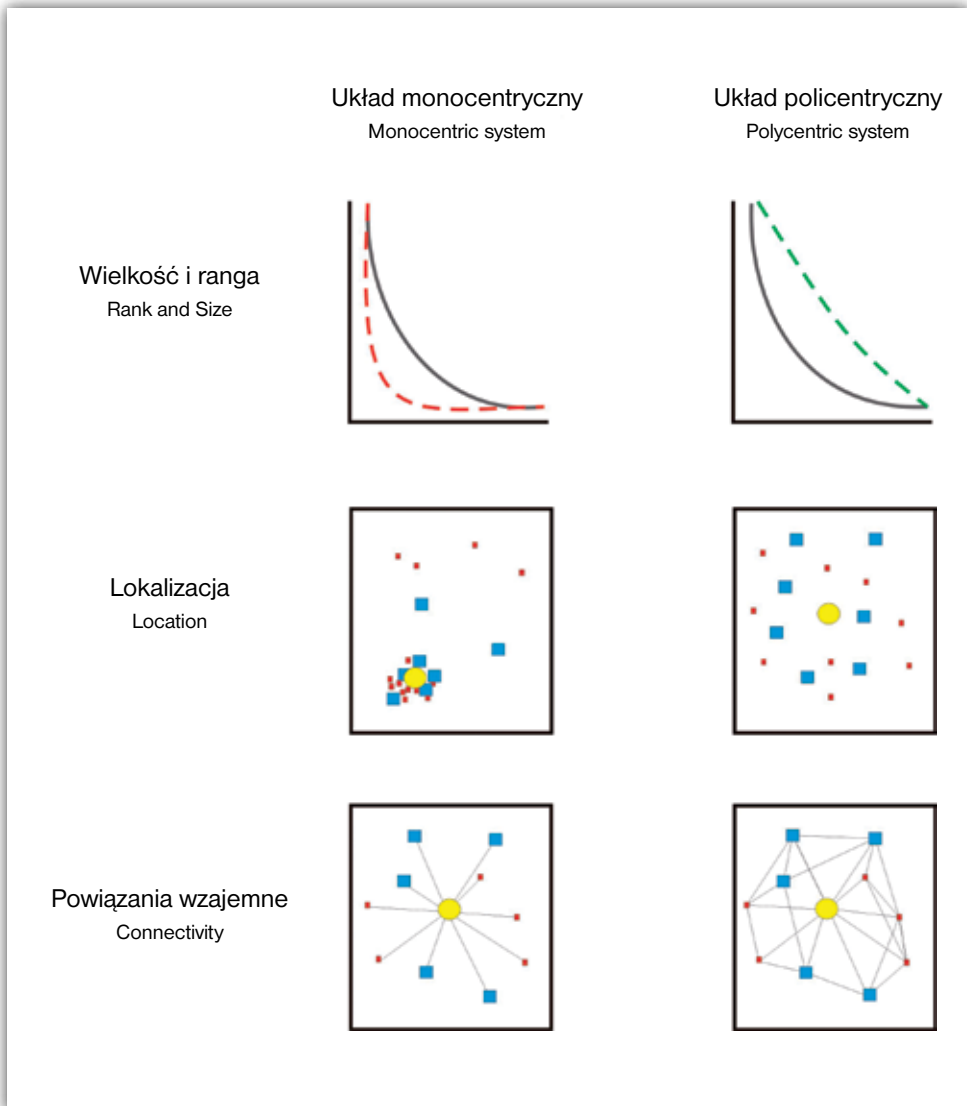 Układ monocentryczny
Monocentric system
Układ policentryczny
Polycentric system
Wielkość i ranga
Rank and Size
Lokalizacja
Location
Powiązania wzajemne
Connectivity